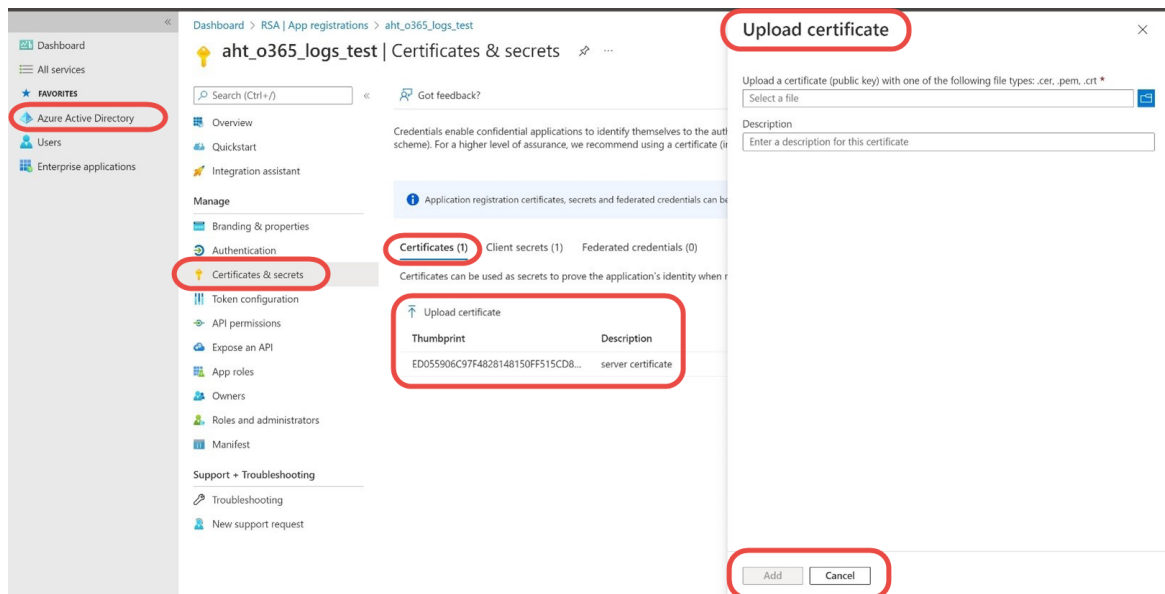 Dashboard
All services
FAVORITES
Azure Active Directory
Users
Enterprise applications
Dashboard > RSA | App registrations > aht_o365_logs_test
aht_o365_logs_test | Certificates & secrets
Search (Ctrl+/)
Overview
Quickstart
Integration assistant
Manage
Branding & properties
Authentication
Certificates & secrets
Token configuration
API permissions
Expose an API
App roles
Owners
Roles and administrators
Manifest
Support + Troubleshooting
Troubleshooting
New support request
Got feedback?
Credentials enable confidential applications to identify themselves to the
scheme). For a higher level of assurance, we recommend using a certificate
Application registration certificates, secrets and federated credentials can be
Certificates (1) Client secrets (1) Federated credentials (0)
Certificates can be used as secrets to prove the application's identity when
Upload certificate
Thumbprint Description
ED055906C97F4828148150FF515CD8... server certificate
Upload certificate
Upload a certificate (public key) with one of the following file types: .cer, .pem, .crt *
Select a file
Description
Enter a description for this certificate
Add Cancel